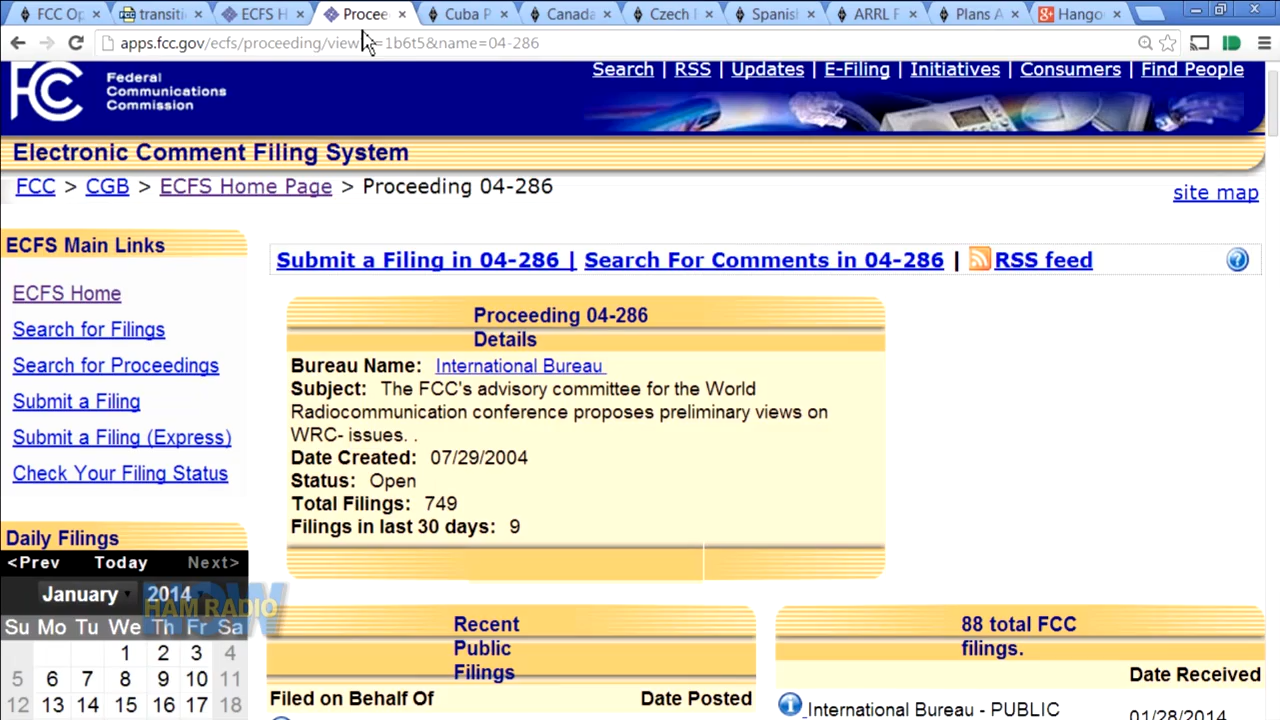 FCC Op
transiti
ECFS H
Procee
Cuba P
Canada
Czech
Spanish
ARRL F
Plans A
Hango
apps.fcc.gov/ecfs/proceeding/view =1b6t5&name=04-286
FCC
Federal
Communications
Commission
Search | RSS | Updates | E-Filing | Initiatives | Consumers | Find People
Electronic Comment Filing System
FCC > CGB > ECFS Home Page > Proceeding 04-286
site map
ECFS Main Links
ECFS Home
Search for Filings
Search for Proceedings
Submit a Filing
Submit a Filing (Express)
Check Your Filing Status
Daily Filings
<Prev Today Next>
January 2014
HAM RADIO
Su Mo Tu We Th Fr Sa
1 2 3 4
5 6 7 8 9 10 11
12 13 14 15 16 17 18
Submit a Filing in 04-286 | Search For Comments in 04-286 | RSS feed
Proceeding 04-286
Details
Bureau Name: International Bureau
Subject: The FCC's advisory committee for the World
Radiocommunication conference proposes preliminary views on
WRC- issues. .
Date Created: 07/29/2004
Status: Open
Total Filings: 749
Filings in last 30 days: 9
Recent
Public
Filings
Filed on Behalf Of Date Posted
88 total FCC
filings.
Date Received
International Bureau - PUBLIC
01/28/2014